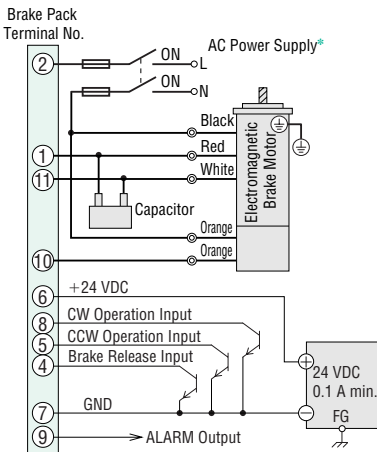 Brake Pack
Terminal No.
AC Power Supply*
2
ON
L
ON
N
Black
1
Red
11
White
Capacitor
Electromagnetic
Brake Motor
Orange
Orange
10
6
+24 VDC
8
CW Operation Input
5
CCW Operation Input
4
Brake Release Input
24 VDC
0.1 A min.
7
GND
FG
9
ALARM Output